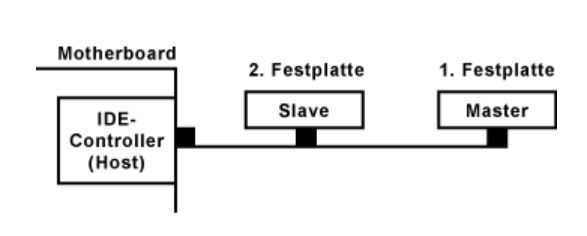 Motherboard
2. Festplatte
1. Festplatte
Slave
Master
IDE-
Controller
(Host)